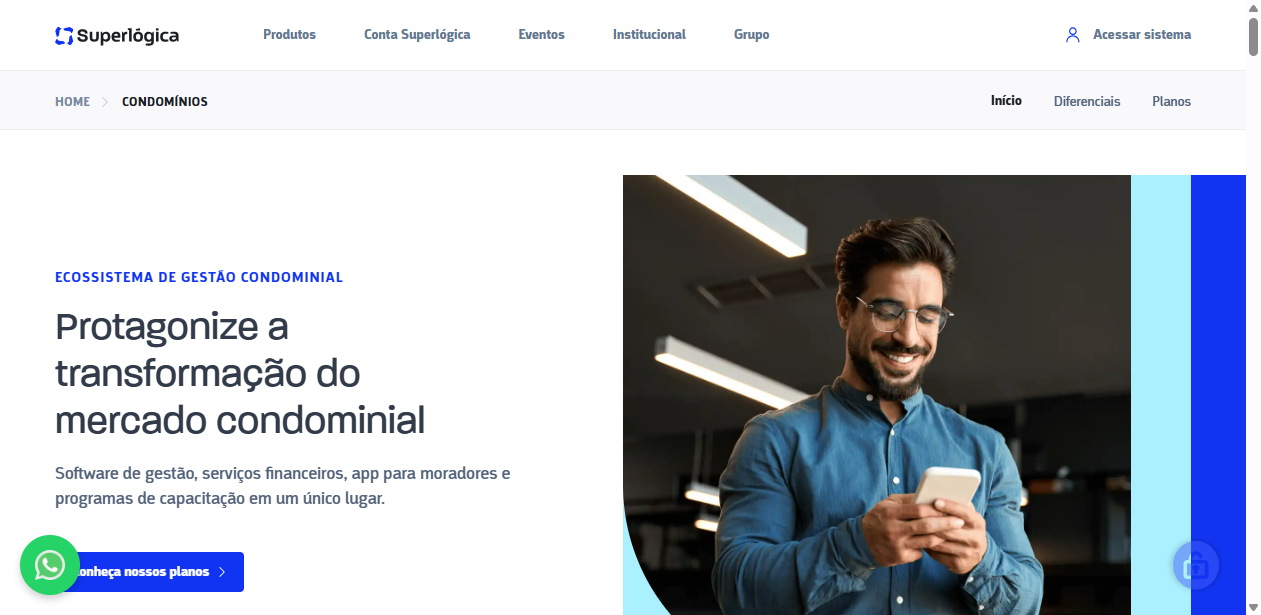 Superlógica
Produtos
Conta Superlógica
Eventos
Institucional
Grupo
Acessar sistema
HOME
CONDOMÍNIOS
Início
Diferenciais
Planos
ECOSSISTEMA DE GESTÃO CONDOMINIAL
Protagonize a
transformação do
mercado condominial
Software de gestão, serviços financeiros, app para moradores e
programas de capacitação em um único lugar.
onheça nossos planos